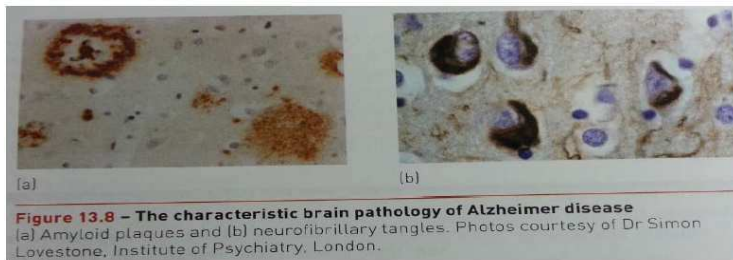 (a)
(b)
Figure 13.8 – The characteristic brain pathology of Alzheimer disease
(a) Amyloid plaques and (b) neurofibrillary tangles. Photos courtesy of Dr Simon
Lovestone, Institute of Psychiatry, London.